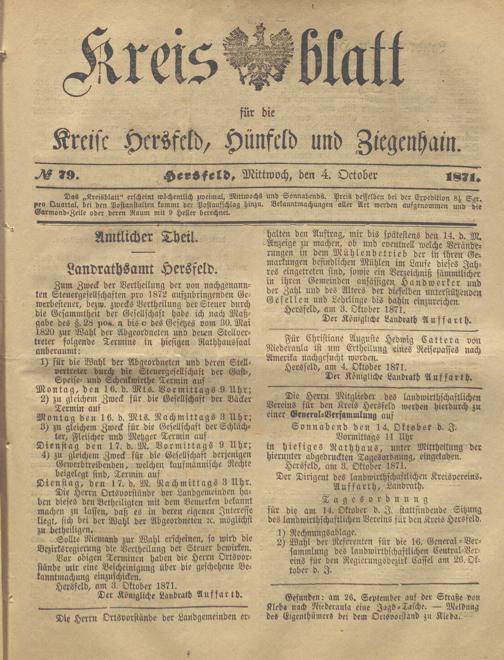 Kreis blatt
für die
Kreise Hersfeld, Hünfeld und Ziegenhain.
№ 79. Hersfeld, Mittwoch, den 4. October 1871.
Das „Kreisblatt“ erscheint wöchentlich zweimal, Mittwochs und Sonnabends. Preis desselben bei der Expedition 8½ Sgr.
pro Quartal, bei den Postanstalten kommt der Postaufschlag hinzu. Bekanntmachungen aller Art werden aufgenommen und die
Garmond-Zeile oder deren Raum mit 9 Heller berechnet.
Amtlicher Theil.
Landrathsamt Hersfeld.
Zum Zweck der Vertheilung der von nachgenann-
ten Steuergesellschaften pro 1872 aufzubringenden Ge-
werbesteuer, bezw. zwecks Vertheilung der Steuer durch
die Gesammtheit der Gesellschaft habe ich nach Maß-
gabe des §. 28 pos. a bis e des Gesetzes vom 30. Mai
1820 zur Wahl der Abgeordneten und deren Stellver-
treter folgende Termine in hiesigen Rathhaussaal
anberaumt:
1) für die Wahl der Abgeordneten und deren Stell-
vertreter durch die Steuergesellschaft der Gast-,
Speise- und Schenkwirthe Termin auf
Montag, den 16. d. Mts. Vormittags 9 Uhr;
2) zu gleichem Zweck für die Gesellschaft der Bäcker
Termin auf
Montag den 16. d. Mts. Nachmittags 3 Uhr;
3) zu gleichem Zweck für die Gesellschaft der Schläch-
ter, Fleischer und Metzger Termin auf
Dienstag, den 17. d. M. Vormittags 9 Uhr;
4) zu gleichem Zweck für die Gesellschaft derjenigen
Gewerbtreibenden, welchen kaufmännische Rechte
beigelegt sind, Termin auf
Dienstag, den 17. d. M. Nachmittags 3 Uhr.
Die Herrn Ortsvorstände der Landgemeinden ha-
ben dieses den Betheiligten mit dem Bemerken bekannt
machen zu lassen, daß es in deren eigenen Interesse
liegt, sich bei der Wahl der Abgeordneten ꝛc. möglichst
zu betheiligen.
Sollte Niemand zur Wahl erscheinen, so wird die
Bezirksregierung die Vertheilung der Steuer bewirken.
Vor obigen Terminen haben die Herrn Ortsvor-
stände mir eine Bescheinigung über die geschehene Be-
kanntmachung einzuschicken.
Hersfeld, am 3. Oktober 1871.
Der Königliche Landrath Auffarth.
Die Herrn Ortsvorstände der Landgemeinden er-
halten den Auftrag, mir bis spätestens den 14. d. M.
Anzeige zu machen, ob und eventuell welche Verände-
rungen in dem Mühlenbetrieb der in ihren Ge-
markungen befindlichen Mühlen im Laufe dieses Jah-
res eingetreten sind, sowie ein Verzeichniß sämmtlicher
in ihren Gemeinden ansässigen Handwerker und
der Zahl und des Alters der bisselben unterstützenden
Gesellen und Lehrlinge bis dahin einzureichen.
Hersfeld, am 3. Oktober 1871.
Der Königliche Landrath Auffarth.
Für Christiane Auguste Hedwig Cattera von
Niederaula ist um Ertheilung eines Reisepasses nach
Amerika nachgesucht worden.
Hersfeld, am 4. Oktober 1871.
Der Königliche Landrath Auffarth.
Die Herrn Mitglieder des landwirthschaftlichen
Vereins für den Kreis Hersfeld werden hierdurch zu
einer General-Versammlung auf
Sonnabend den 14. Oktober d. J.
Vormittags 11 Uhr
in hiesiges Rathhaus, unter Mittheilung der
hierunter abgedruckten Tagesordnung, eingeladen.
Hersfeld, am 3. Oktober 1871.
Der Dirigent des landwirthschaftlichen Kreisvereins,
Auffarth, Landrath.
Tagesordnung
für die am 14. Oktober d. J. stattfindende Sitzung
des landwirthschaftlichen Vereins für den Kreis Hersfeld.
1) Rechnungsablage.
2) Wahl der Referenten für die 16. General-Ver-
sammlung des landwirthschaftlichen Central-Ver-
eins für den Regierungsbezirk Cassel am 26. Ok-
tober d. J.
Gefunden: am 26. September auf der Straße von
Kleba nach Niederaula eine Jagd-Tasche. — Meldung
des Eigenthümers bei dem Ortsvorstand zu Kleba.